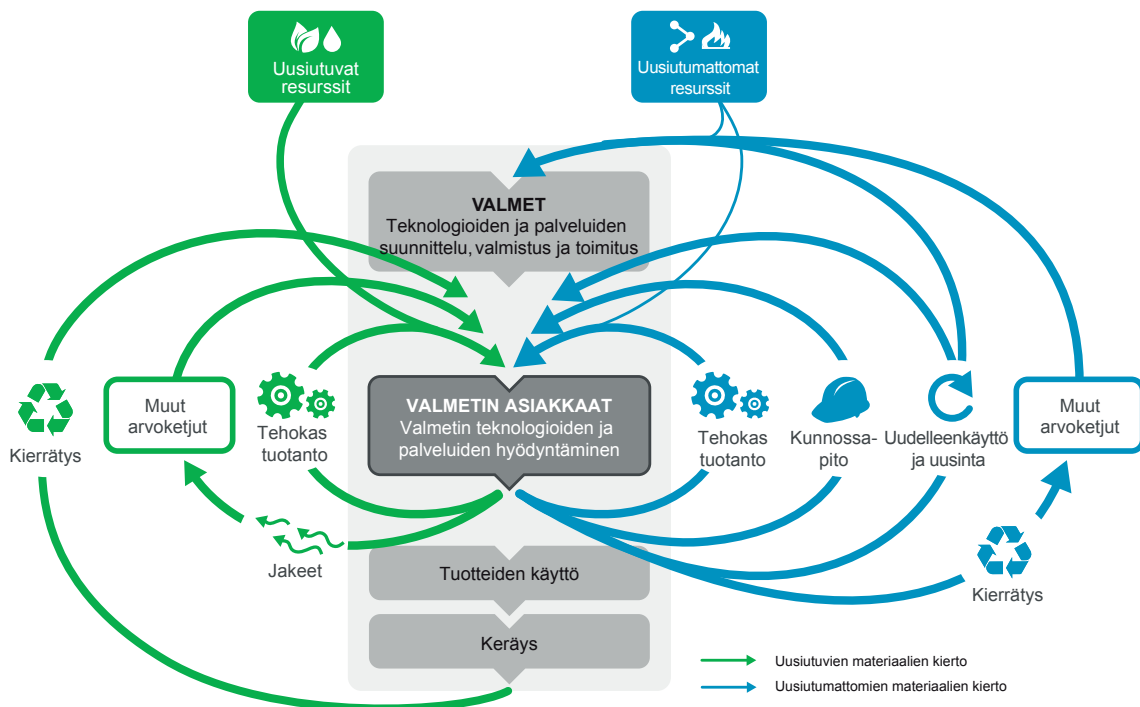 Uusiutuvat
resurssit
Uusiutumattomat
resurssit
VALMET
Teknologioiden ja palveluiden
suunnittelu, valmistus ja toimitus
Kierrätys
Muut
arvoketjut
Tehokas
tuotanto
VALMETIN ASIAKKAAT
Valmetin teknologioiden ja
palveluiden hyödyntäminen
Tehokas
tuotanto
Kunnossa-
pito
Uudelleenkäyttö
ja uusinta
Muut
arvoketjut
Jakeet
Kierrätys
Tuotteiden käyttö
Keräys
Uusiutuvien materiaalien kierto
Uusiutumattomien materiaalien kierto